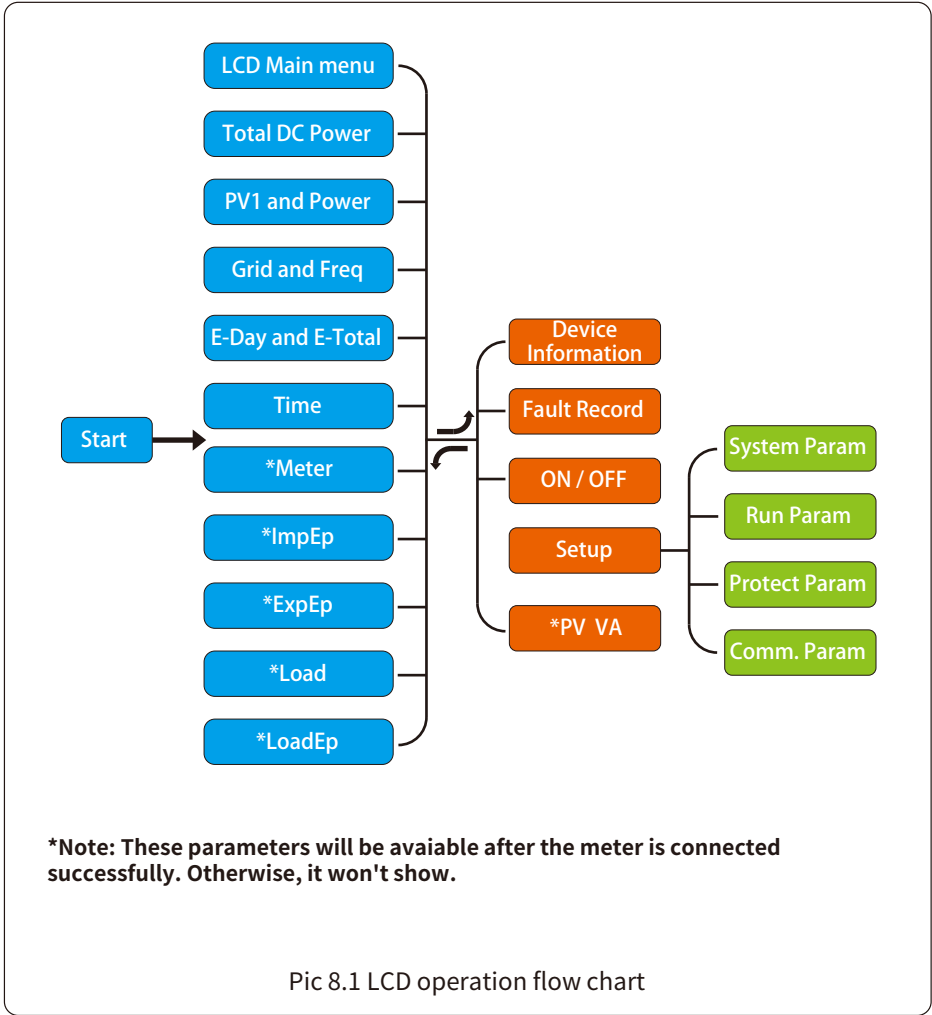 LCD Main menu
Total DC Power
PV1 and Power
Grid and Freq
E-Day and E-Total
Time
Start
*Meter
*ImpEp
*ExpEp
*Load
*LoadEp
Device
Information
Fault Record
ON / OFF
Setup
*PV VA
System Param
Run Param
Protect Param
Comm. Param
*Note: These parameters will be avaiable after the meter is connected
successfully. Otherwise, it won't show.
Pic 8.1 LCD operation flow chart